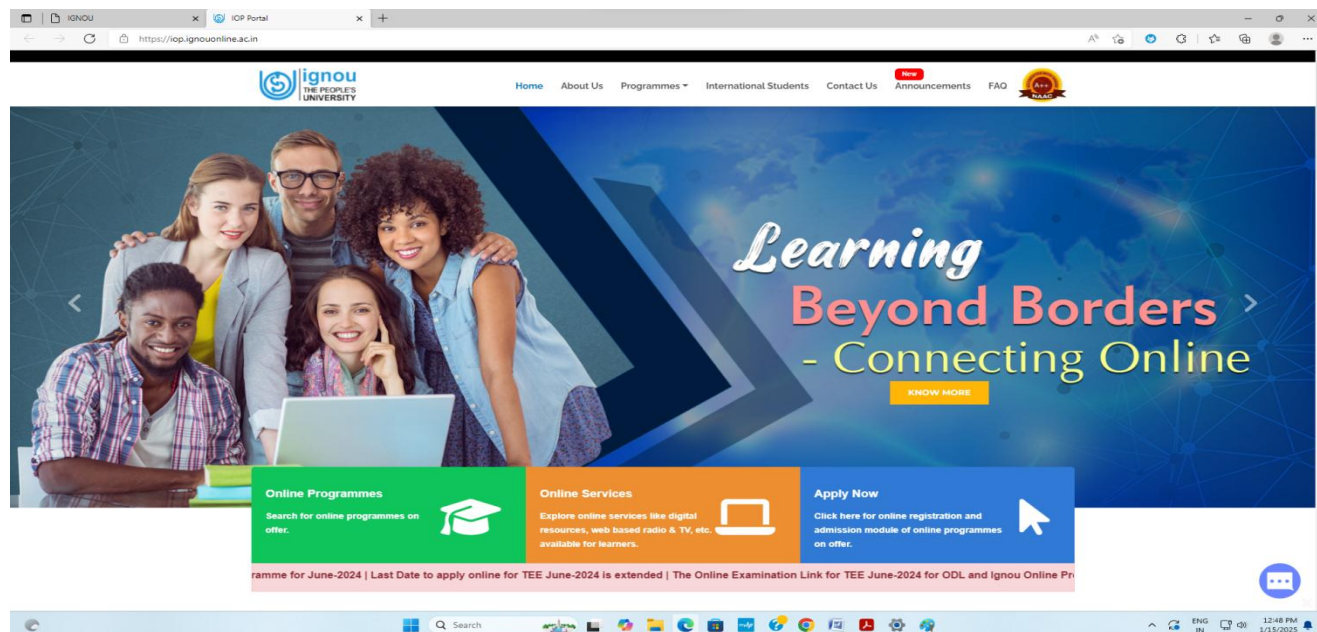 IGNOU
IOP Portal
https://iop.ignouonline.ac.in
ignou
THE PEOPLE'S
UNIVERSITY
Home About Us Programmes International Students Contact Us Announcements FAQ
New
A++
NAAC
Learning
Beyond Borders
- Connecting Online
KNOW MORE
Online Programmes
Search for online programmes on
offer.
Online Services
Explore online services like digital
resources, web based radio & TV, etc.
available for learners.
Apply Now
Click here for online registration and
admission module of online programmes
on offer.
ramme for June-2024 | Last Date to apply online for TEE June-2024 is extended | The Online Examination Link for TEE June-2024 for ODL and Ignou Online Pr
Search
ENG
IN
12:48 PM
1/15/2025